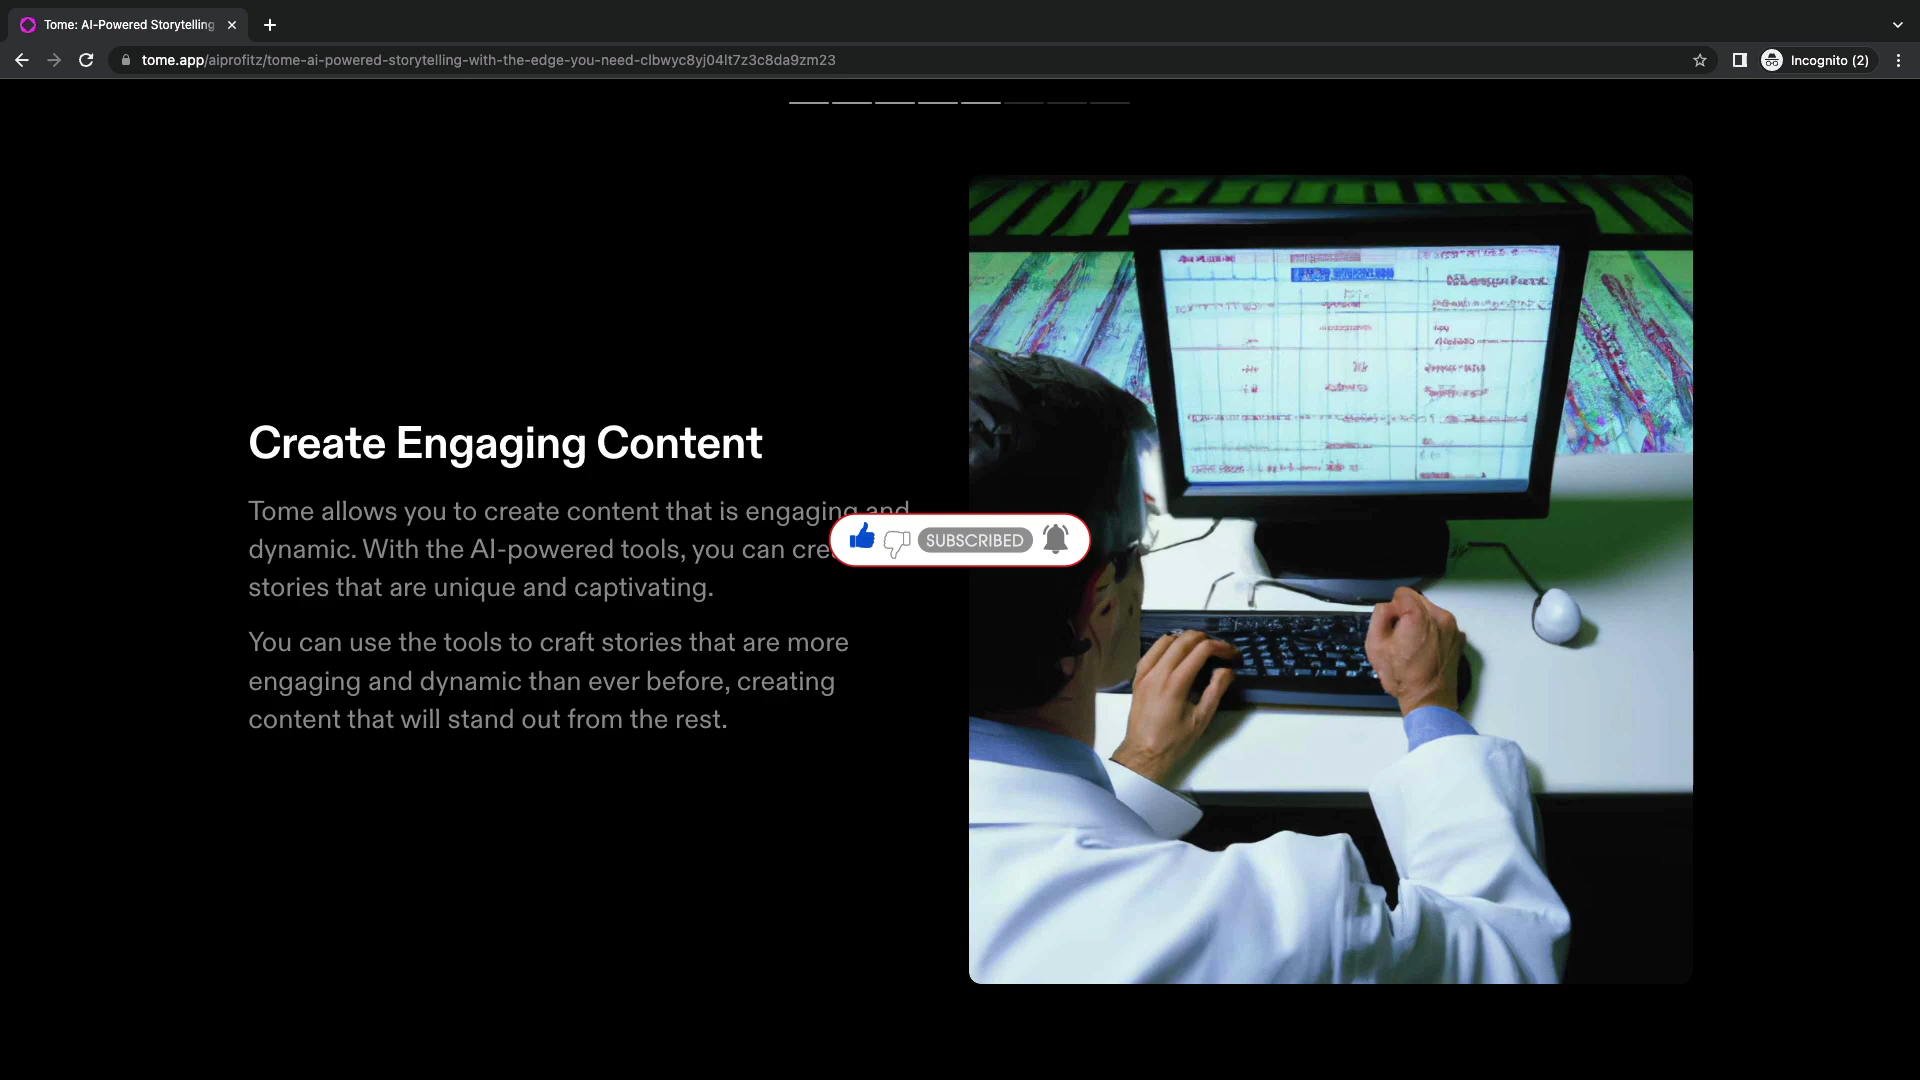 Tome: AI-Powered Storytelling
tome.app/aiprofitz/tome-ai-powered-storytelling-with-the-edge-you-need-clbwyc8yj04lt7z3c8da9zm23
Incognito (2)
Create Engaging Content
Tome allows you to create content that is engaging and
dynamic. With the AI-powered tools, you can cre
SUBSCRIBED
stories that are unique and captivating.
You can use the tools to craft stories that are more
engaging and dynamic than ever before, creating
content that will stand out from the rest.